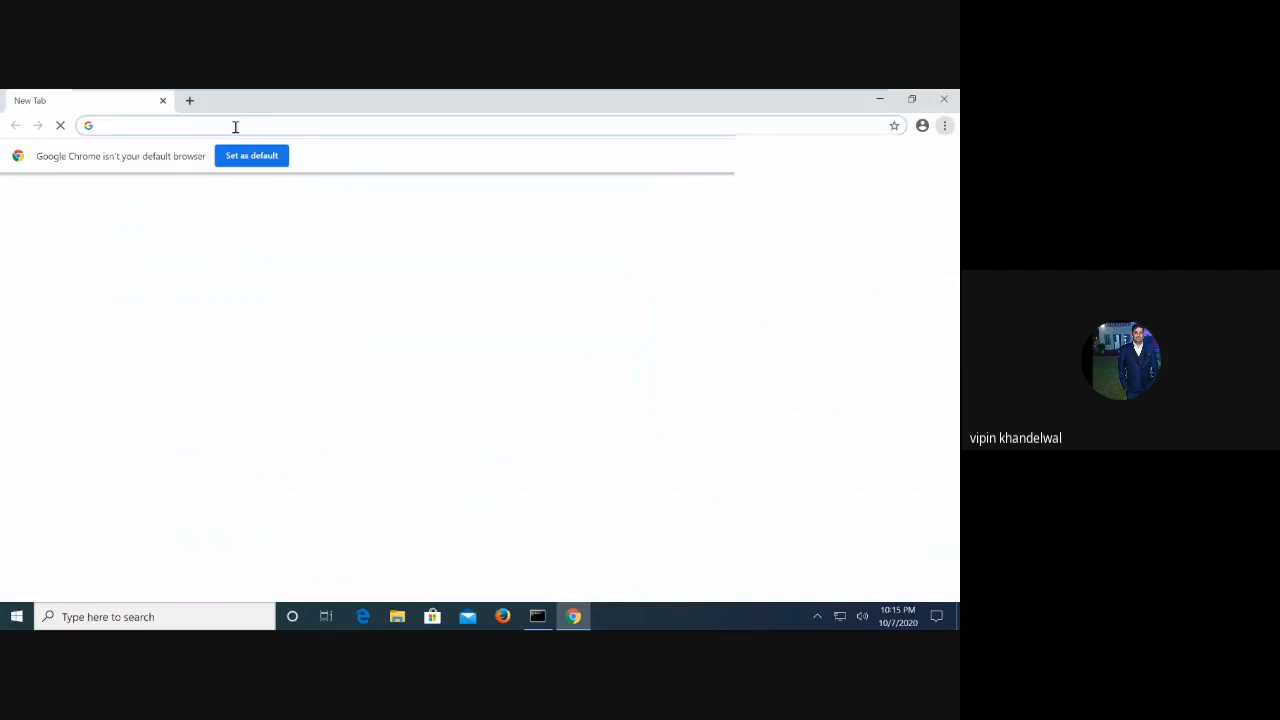 New Tab
Google Chrome isn't your default browser
Set as default
vipin khandelwal
Type here to search
10:15 PM
10/7/2020